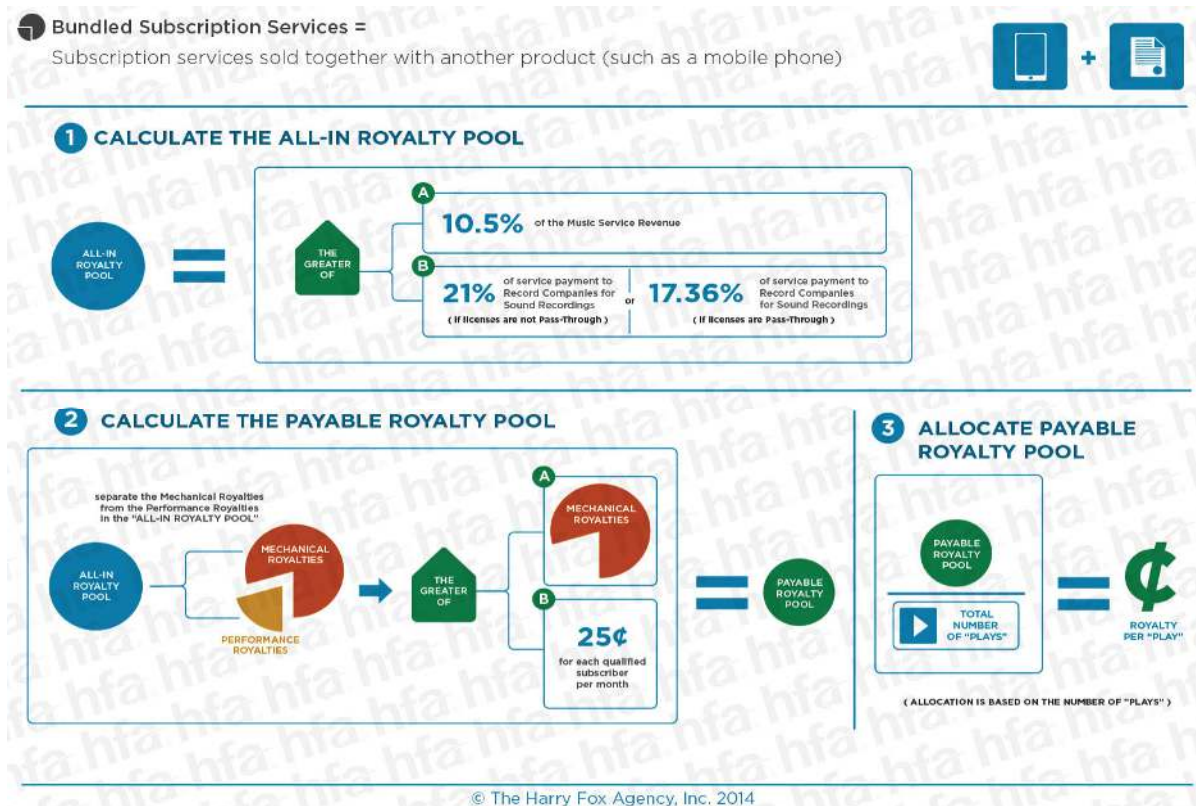 Bundled Subscription Services =
Subscription services sold together with another product (such as a mobile phone)
+
1 CALCULATE THE ALL-IN ROYALTY POOL
ALL-IN
ROYALTY
POOL
=
THE
GREATER
OF
A
10.5% of the Music Service Revenue
B
21% of service payment to
Record Companies for
Sound Recordings
( if licenses are not Pass-Through )
or
17.36% of service payment to
Record Companies
for Sound Recordings
( if licenses are Pass-Through )
2 CALCULATE THE PAYABLE ROYALTY POOL
separate the Mechanical Royalties
from the Performance Royalties
in the "ALL-IN ROYALTY POOL"
ALL-IN
ROYALTY
POOL
MECHANICAL
ROYALTIES
PERFORMANCE
ROYALTIES
THE
GREATER
OF
A
MECHANICAL
ROYALTIES
B
25¢
for each qualified
subscriber
per month
=
PAYABLE
ROYALTY
POOL
3 ALLOCATE PAYABLE
ROYALTY POOL
PAYABLE
ROYALTY
POOL
TOTAL
NUMBER
OF "PLAYS"
=
¢
ROYALTY
PER "PLAY"
( ALLOCATION IS BASED ON THE NUMBER OF "PLAYS" )
© The Harry Fox Agency, Inc. 2014
hfa